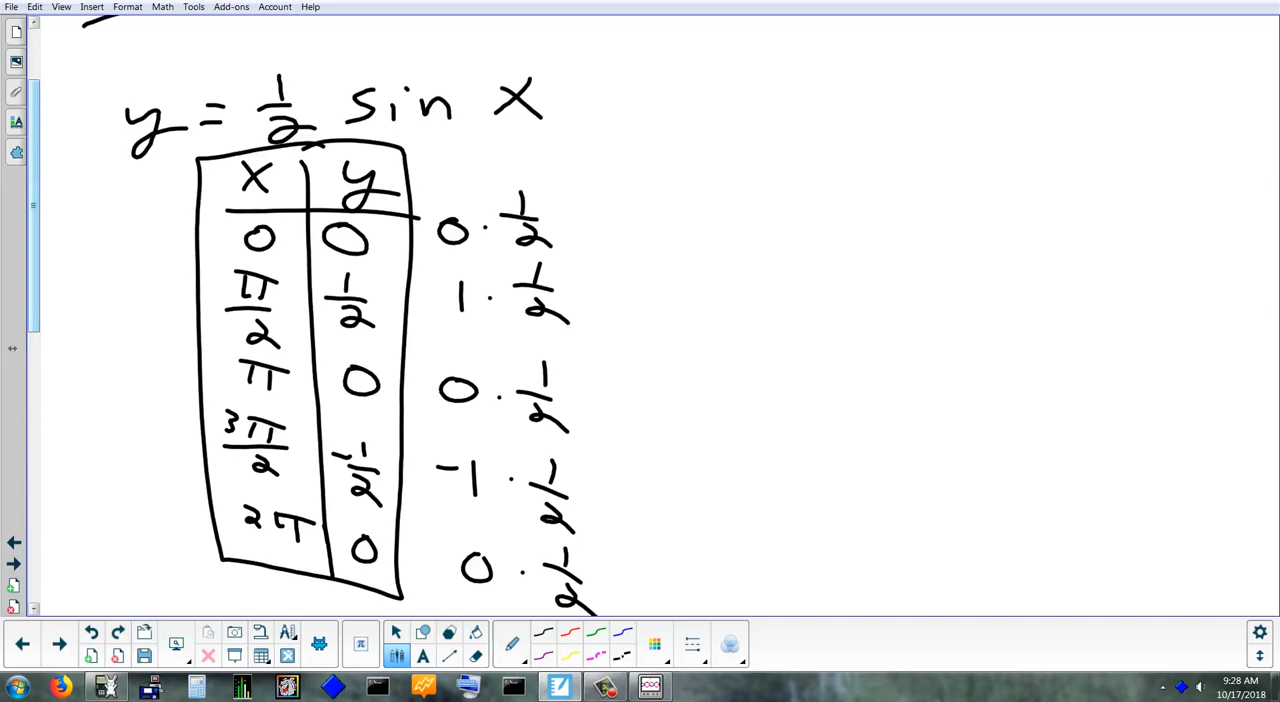 File Edit View Insert Format Math Tools Add-ons Account Help
y = 1/2 sin x
x | y
0 | 0 0 · 1/2
π/2 | 1/2 1 · 1/2
π | 0 0 · 1/2
3π/2 | -1/2 -1 · 1/2
2π | 0 0 · 1/2
π A
9:28 AM
10/17/2018